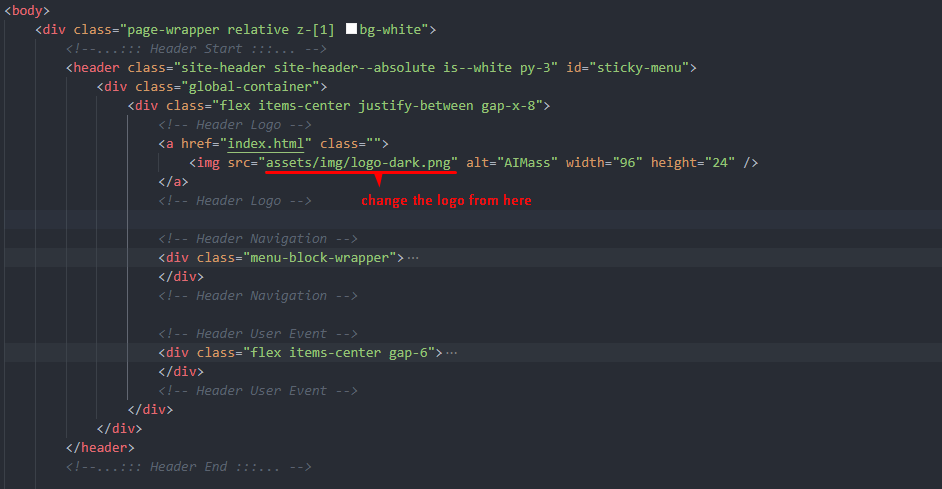 <body>
<div class="page-wrapper relative z-[1] bg-white">
<!--...::: Header Start :::... -->
<header class="site-header site-header--absolute is--white py-3" id="sticky-menu">
<div class="global-container">
<div class="flex items-center justify-between gap-x-8">
<!-- Header Logo -->
<a href="index.html" class="">
<img src="assets/img/logo-dark.png" alt="AIMass" width="96" height="24" />
</a>
<!-- Header Logo -->
change the logo from here
<!-- Header Navigation -->
<div class="menu-block-wrapper">···
</div>
<!-- Header Navigation -->
<!-- Header User Event -->
<div class="flex items-center gap-6">···
</div>
<!-- Header User Event -->
</div>
</div>
</header>
<!--...::: Header End :::... -->